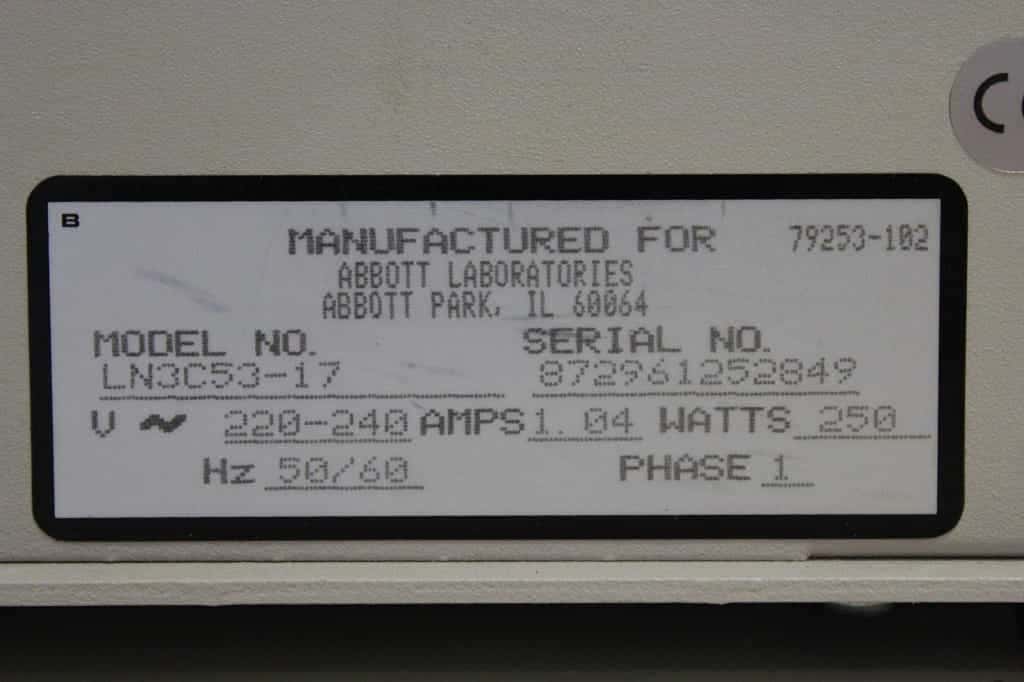 B
MANUFACTURED FOR 79253-102
ABBOTT LABORATORIES
ABBOTT PARK, IL 60064
MODEL NO. SERIAL NO.
LN3C53-17 872961252849
V 220-240 AMPS 1.04 WATTS 250
Hz 50/60 PHASE 1